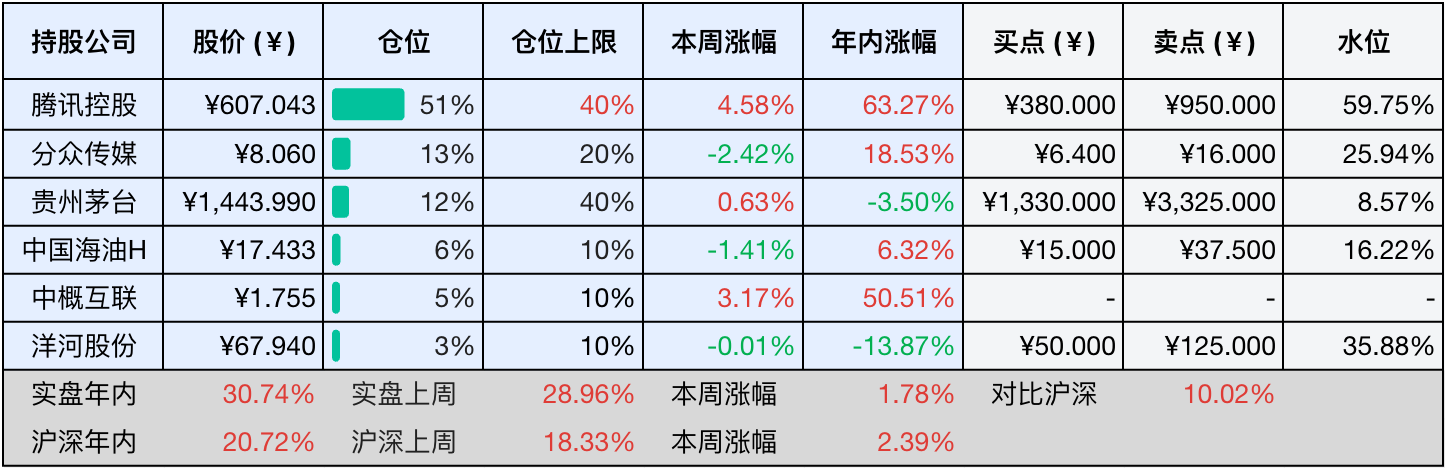 持股公司 股价 (¥) 仓位 仓位上限 本周涨幅 年内涨幅 买点 (¥) 卖点 (¥) 水位
腾讯控股 ¥607.043 51% 40% 4.58% 63.27% ¥380.000 ¥950.000 59.75%
分众传媒 ¥8.060 13% 20% -2.42% 18.53% ¥6.400 ¥16.000 25.94%
贵州茅台 ¥1,443.990 12% 40% 0.63% -3.50% ¥1,330.000 ¥3,325.000 8.57%
中国海油H ¥17.433 6% 10% -1.41% 6.32% ¥15.000 ¥37.500 16.22%
中概互联 ¥1.755 5% 10% 3.17% 50.51% - - -
洋河股份 ¥67.940 3% 10% -0.01% -13.87% ¥50.000 ¥125.000 35.88%
实盘年内 30.74% 实盘上周 28.96% 本周涨幅 1.78% 对比沪深 10.02%
沪深年内 20.72% 沪深上周 18.33% 本周涨幅 2.39%